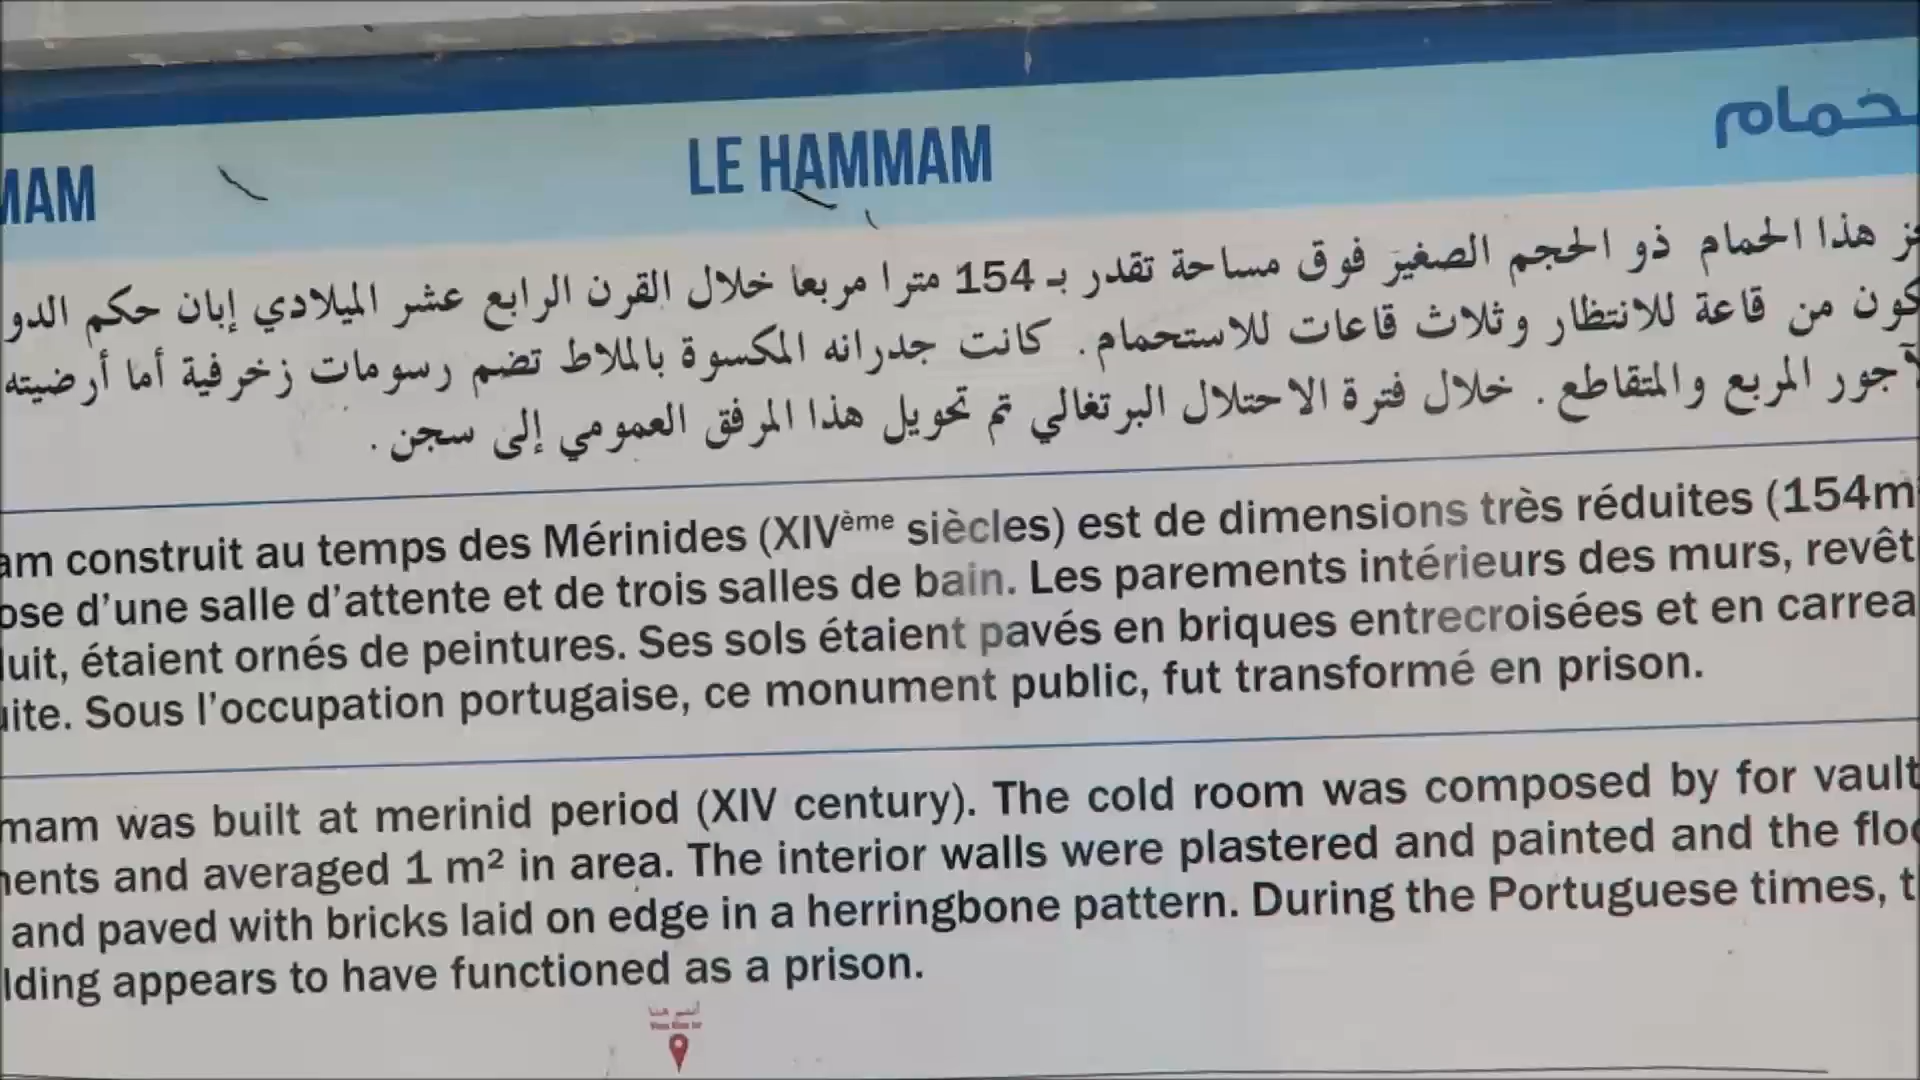 LE HAMMAM
هذا الحمام ذو الحجم الصغير فوق مساحة تقدر بـ 154 مترا مربعا خلال القرن الرابع عشر الميلادي إبان حكم الدو
كون من قاعة للانتظار وثلاث قاعات للاستحمام. كانت جدرانه المكسوة بالملاط تضم رسومات زخرفية أما أرضيته
آجور المربع والمتقاطع. خلال فترة الاحتلال البرتغالي تم تحويل هذا المرفق العمومي إلى سجن.
am construit au temps des Mérinides (XIVème siècles) est de dimensions très réduites (154m
ose d’une salle d’attente et de trois salles de bain. Les parements intérieurs des murs, revêt
uit, étaient ornés de peintures. Ses sols étaient pavés en briques entrecroisées et en carrea
ite. Sous l’occupation portugaise, ce monument public, fut transformé en prison.
mam was built at merinid period (XIV century). The cold room was composed by for vault
ents and averaged 1 m² in area. The interior walls were plastered and painted and the floo
and paved with bricks laid on edge in a herringbone pattern. During the Portuguese times, t
lding appears to have functioned as a prison.